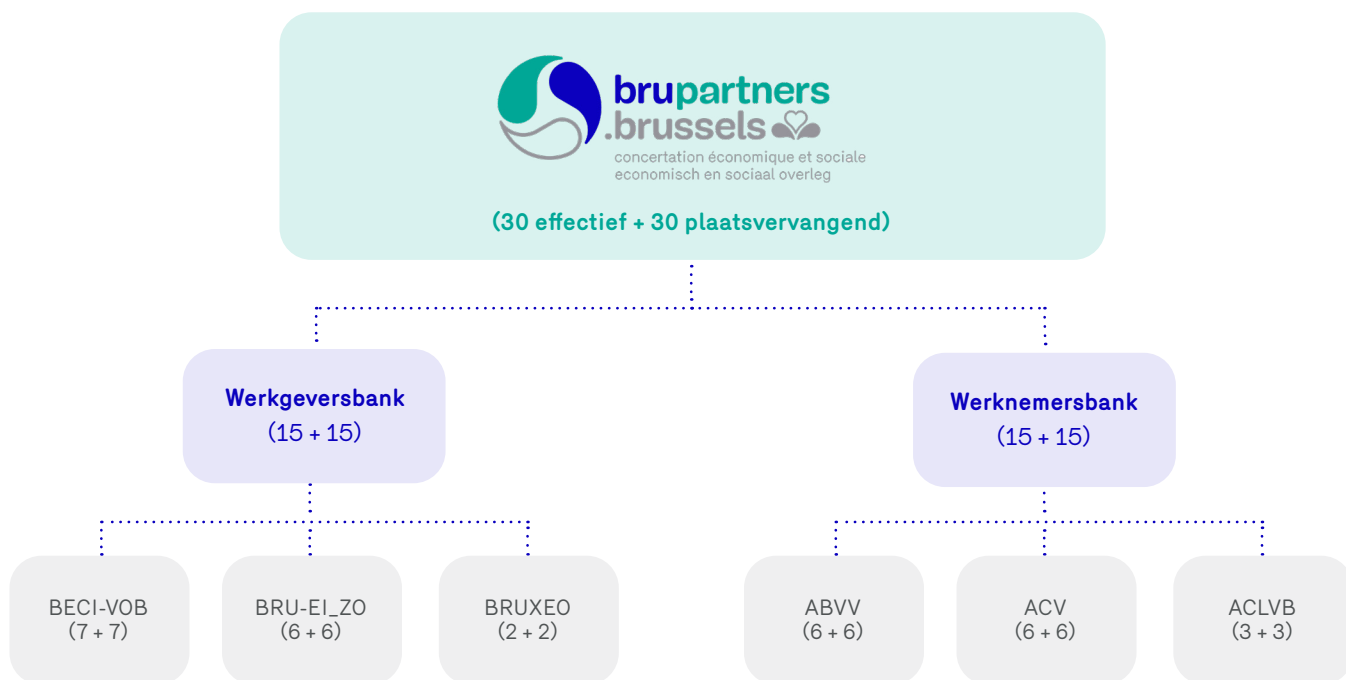 brupartners
.brussels
concertation économique et sociale
economisch en sociaal overleg
(30 effectief + 30 plaatsvervangend)
Werkgeversbank
(15 + 15)
Werknemersbank
(15 + 15)
BECI-VOB
(7 + 7)
BRU-EI_ZO
(6 + 6)
BRUXEO
(2 + 2)
ABVV
(6 + 6)
ACV
(6 + 6)
ACLVB
(3 + 3)